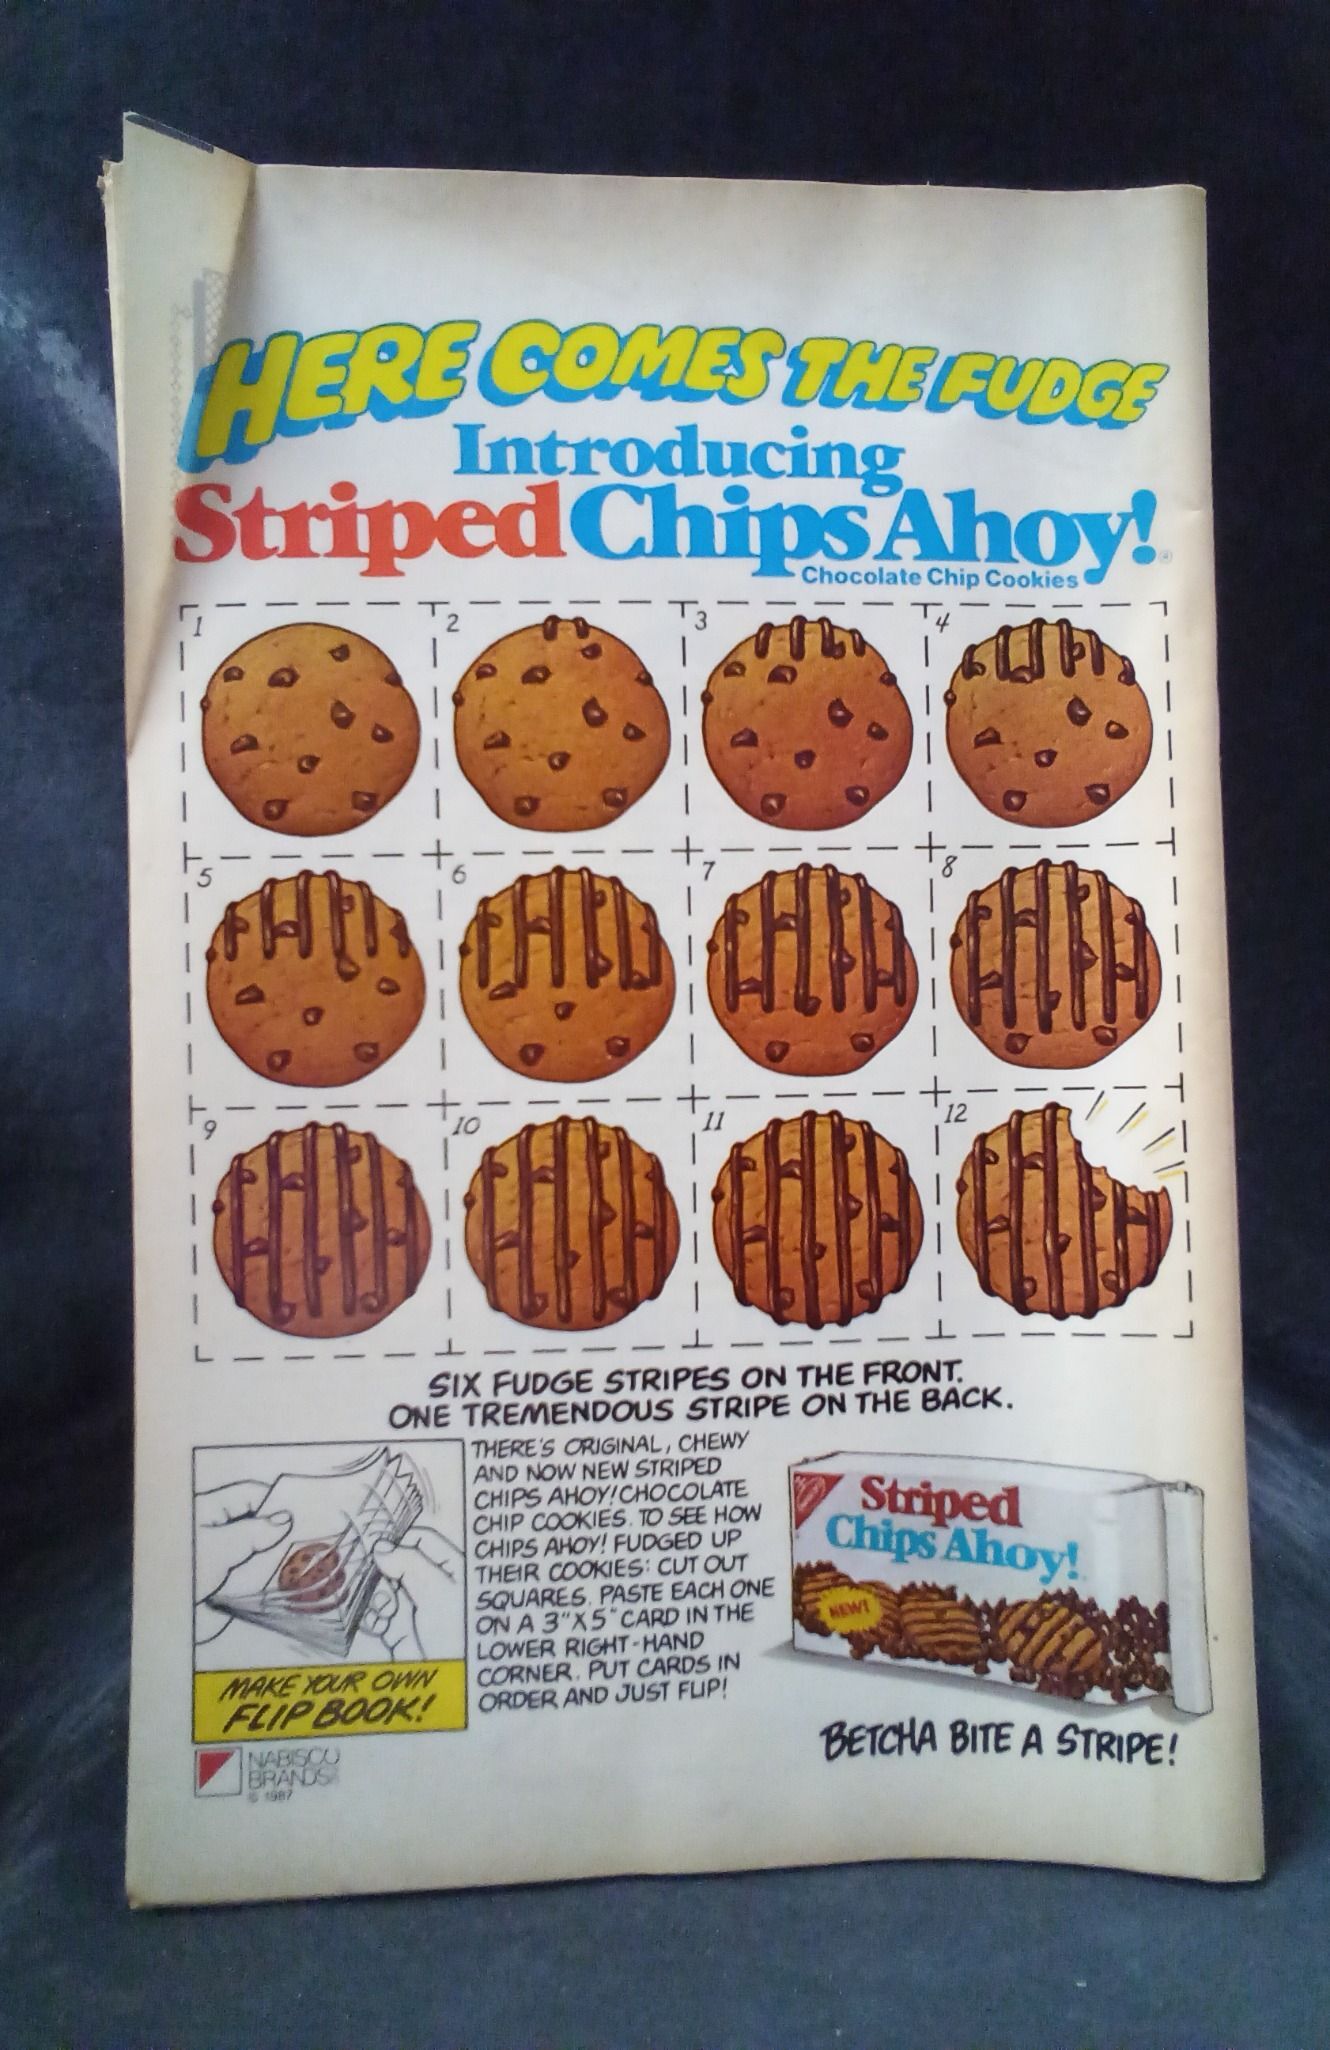 HERE COMES THE FUDGE
Introducing
Striped Chips Ahoy!®
Chocolate Chip Cookies
1
2
3
4
5
6
7
8
9
10
11
12
SIX FUDGE STRIPES ON THE FRONT.
ONE TREMENDOUS STRIPE ON THE BACK.
THERE'S ORIGINAL, CHEWY
AND NOW NEW STRIPED
CHIPS AHOY! CHOCOLATE
CHIP COOKIES. TO SEE HOW
CHIPS AHOY! FUDGED UP
THEIR COOKIES: CUT OUT
SQUARES. PASTE EACH ONE
ON A 3"X5" CARD IN THE
LOWER RIGHT-HAND
CORNER. PUT CARDS IN
ORDER AND JUST FLIP!
MAKE YOUR OWN
FLIP BOOK!
NABISCO
BRANDS
© 1987
Striped
Chips Ahoy!
NEW!
BETCHA BITE A STRIPE!